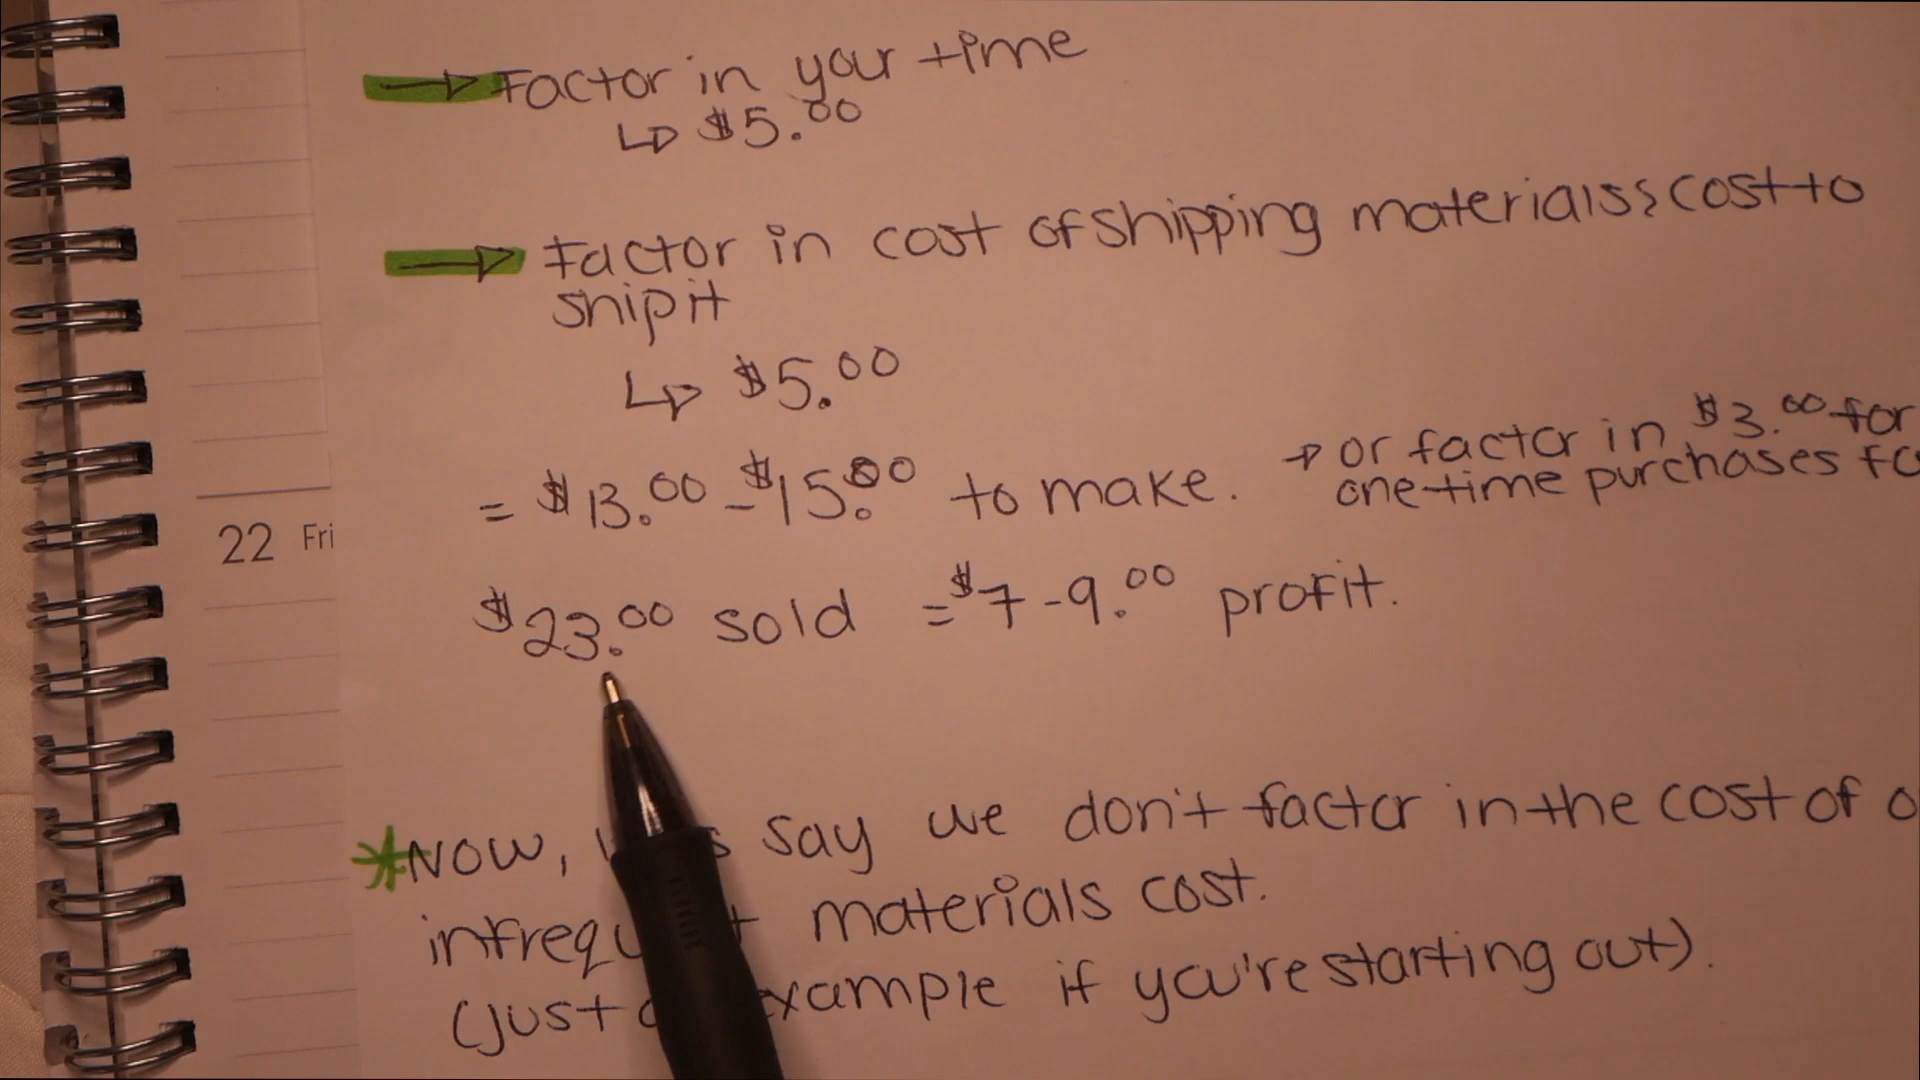 Factor in your time
↳ $5.00
Factor in cost of shipping materials & cost to
ship it
↳ $5.00
= $13.00 - $15.00 to make.
→ or factor in $3.00 for
one-time purchases
22 Fri
$23.00 sold = $7-9.00 profit.
*Now, say we don't factor in the cost of
materials cost.
(just example if you're starting out).